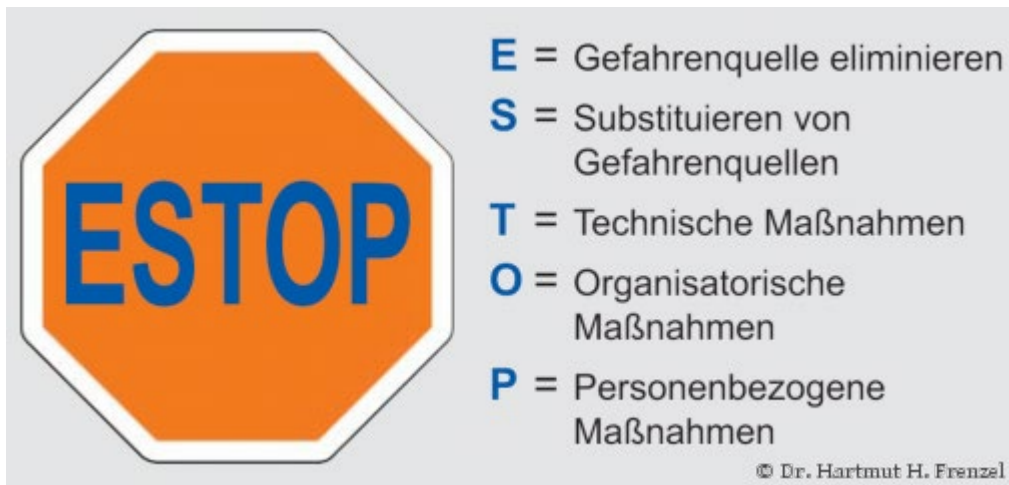 ESTOP
E = Gefahrenquelle eliminieren
S = Substituieren von
Gefahrenquellen
T = Technische Maßnahmen
O = Organisatorische
Maßnahmen
P = Personenbezogene
Maßnahmen
© Dr. Hartmut H. Frenzel